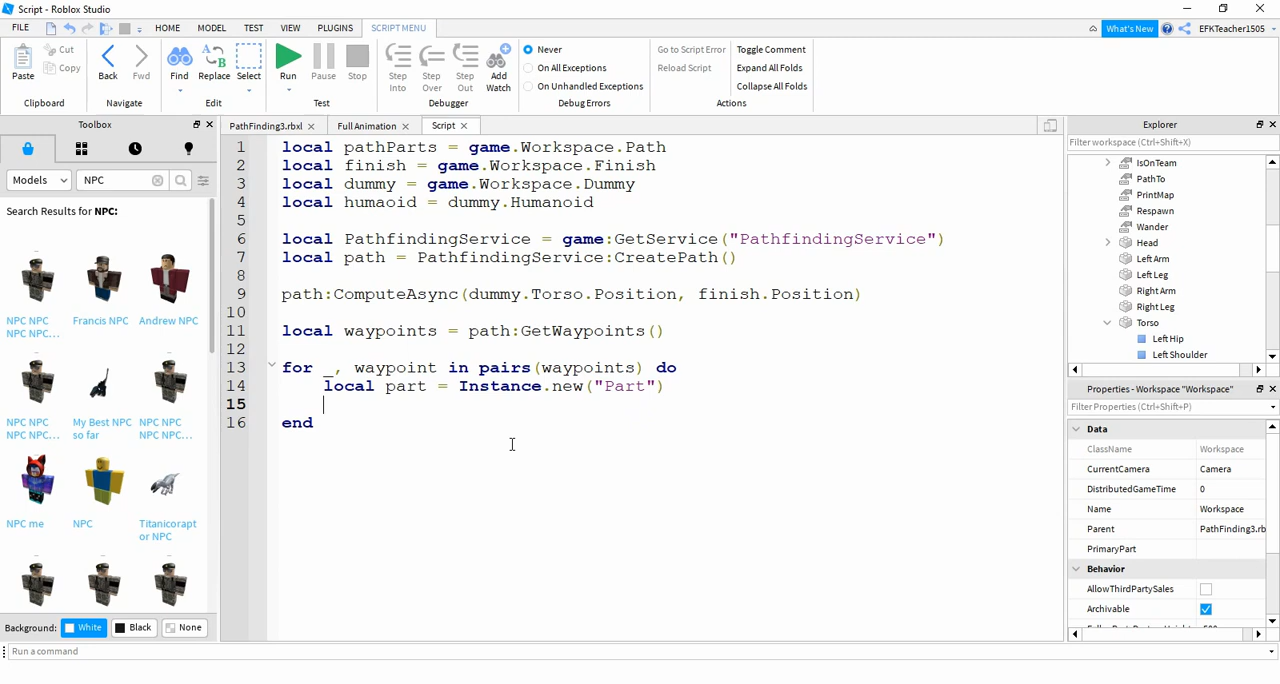 Script - Roblox Studio
FILE HOME MODEL TEST VIEW PLUGINS SCRIPT MENU What's New EFKTeacher1505
Paste Cut Copy
Back Fwd
Find Replace Select
Run Pause Stop
Step Into Step Over Step Out Add Watch
Never
On All Exceptions
On Unhandled Exceptions
Go to Script Error
Reload Script
Toggle Comment
Expand All Folds
Collapse All Folds
Clipboard Navigate Edit Test Debugger Debug Errors Actions
Toolbox
Models NPC
Search Results for NPC:
NPC NPC NPC NPC... Francis NPC Andrew NPC
NPC NPC NPC NPC... My Best NPC so far NPC NPC NPC NPC...
NPC me NPC Titanicorapt or NPC
Background: White Black None
PathFinding3.rbxl Full Animation Script
1 local pathParts = game.Workspace.Path
2 local finish = game.Workspace.Finish
3 local dummy = game.Workspace.Dummy
4 local humaoid = dummy.Humanoid
5
6 local PathfindingService = game:GetService("PathfindingService")
7 local path = PathfindingService:CreatePath()
8
9 path:ComputeAsync(dummy.Torso.Position, finish.Position)
10
11 local waypoints = path:GetWaypoints()
12
13 for _, waypoint in pairs(waypoints) do
14 local part = Instance.new("Part")
15
16 end
Explorer
Filter workspace (Ctrl+Shift+X)
IsOnTeam
PathTo
PrintMap
Respawn
Wander
Head
Left Arm
Left Leg
Right Arm
Right Leg
Torso
Left Hip
Left Shoulder
Properties - Workspace "Workspace"
Filter Properties (Ctrl+Shift+P)
Data
ClassName Workspace
CurrentCamera Camera
DistributedGameTime 0
Name Workspace
Parent PathFinding3.rb
PrimaryPart
Behavior
AllowThirdPartySales
Archivable
Run a command